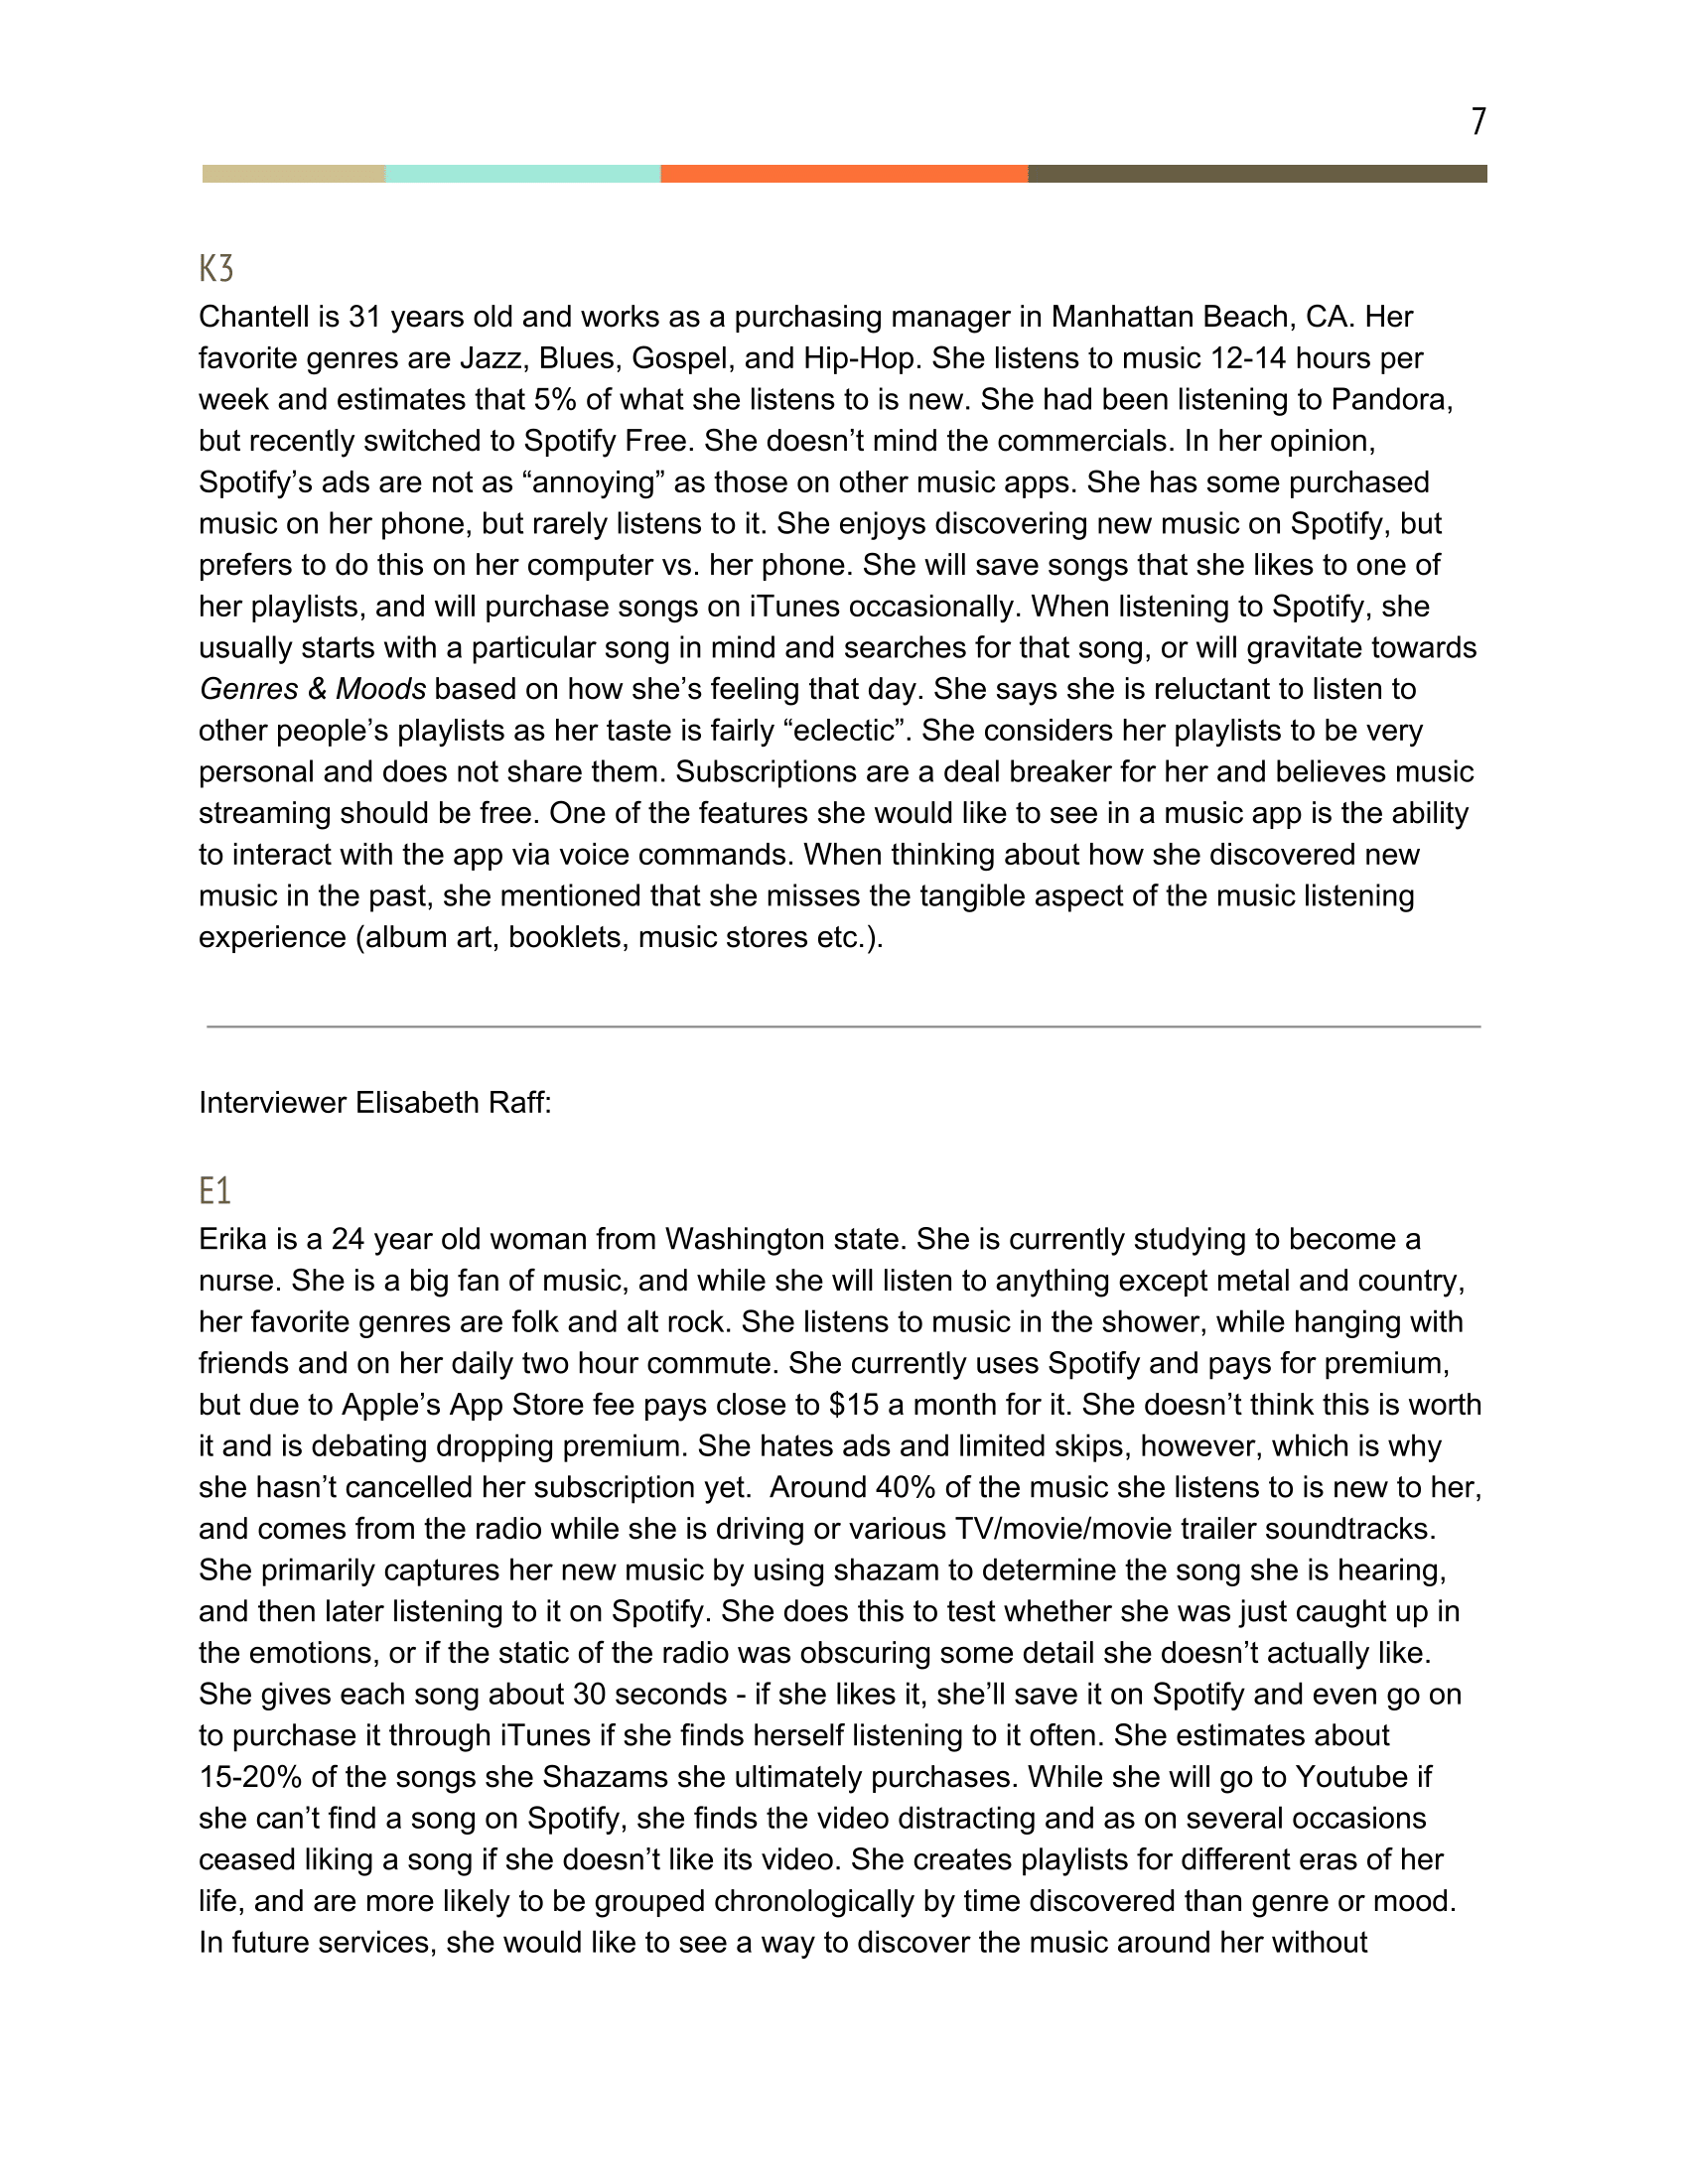 7
K3
Chantell is 31 years old and works as a purchasing manager in Manhattan Beach, CA. Her
favorite genres are Jazz, Blues, Gospel, and Hip-Hop. She listens to music 12-14 hours per
week and estimates that 5% of what she listens to is new. She had been listening to Pandora,
but recently switched to Spotify Free. She doesn’t mind the commercials. In her opinion,
Spotify’s ads are not as “annoying” as those on other music apps. She has some purchased
music on her phone, but rarely listens to it. She enjoys discovering new music on Spotify, but
prefers to do this on her computer vs. her phone. She will save songs that she likes to one of
her playlists, and will purchase songs on iTunes occasionally. When listening to Spotify, she
usually starts with a particular song in mind and searches for that song, or will gravitate towards
Genres & Moods based on how she’s feeling that day. She says she is reluctant to listen to
other people’s playlists as her taste is fairly “eclectic”. She considers her playlists to be very
personal and does not share them. Subscriptions are a deal breaker for her and believes music
streaming should be free. One of the features she would like to see in a music app is the ability
to interact with the app via voice commands. When thinking about how she discovered new
music in the past, she mentioned that she misses the tangible aspect of the music listening
experience (album art, booklets, music stores etc.).
Interviewer Elisabeth Raff:
E1
Erika is a 24 year old woman from Washington state. She is currently studying to become a
nurse. She is a big fan of music, and while she will listen to anything except metal and country,
her favorite genres are folk and alt rock. She listens to music in the shower, while hanging with
friends and on her daily two hour commute. She currently uses Spotify and pays for premium,
but due to Apple’s App Store fee pays close to $15 a month for it. She doesn’t think this is worth
it and is debating dropping premium. She hates ads and limited skips, however, which is why
she hasn’t cancelled her subscription yet.  Around 40% of the music she listens to is new to her,
and comes from the radio while she is driving or various TV/movie/movie trailer soundtracks.
She primarily captures her new music by using shazam to determine the song she is hearing,
and then later listening to it on Spotify. She does this to test whether she was just caught up in
the emotions, or if the static of the radio was obscuring some detail she doesn’t actually like.
She gives each song about 30 seconds - if she likes it, she’ll save it on Spotify and even go on
to purchase it through iTunes if she finds herself listening to it often. She estimates about
15-20% of the songs she Shazams she ultimately purchases. While she will go to Youtube if
she can’t find a song on Spotify, she finds the video distracting and as on several occasions
ceased liking a song if she doesn’t like its video. She creates playlists for different eras of her
life, and are more likely to be grouped chronologically by time discovered than genre or mood.
In future services, she would like to see a way to discover the music around her without